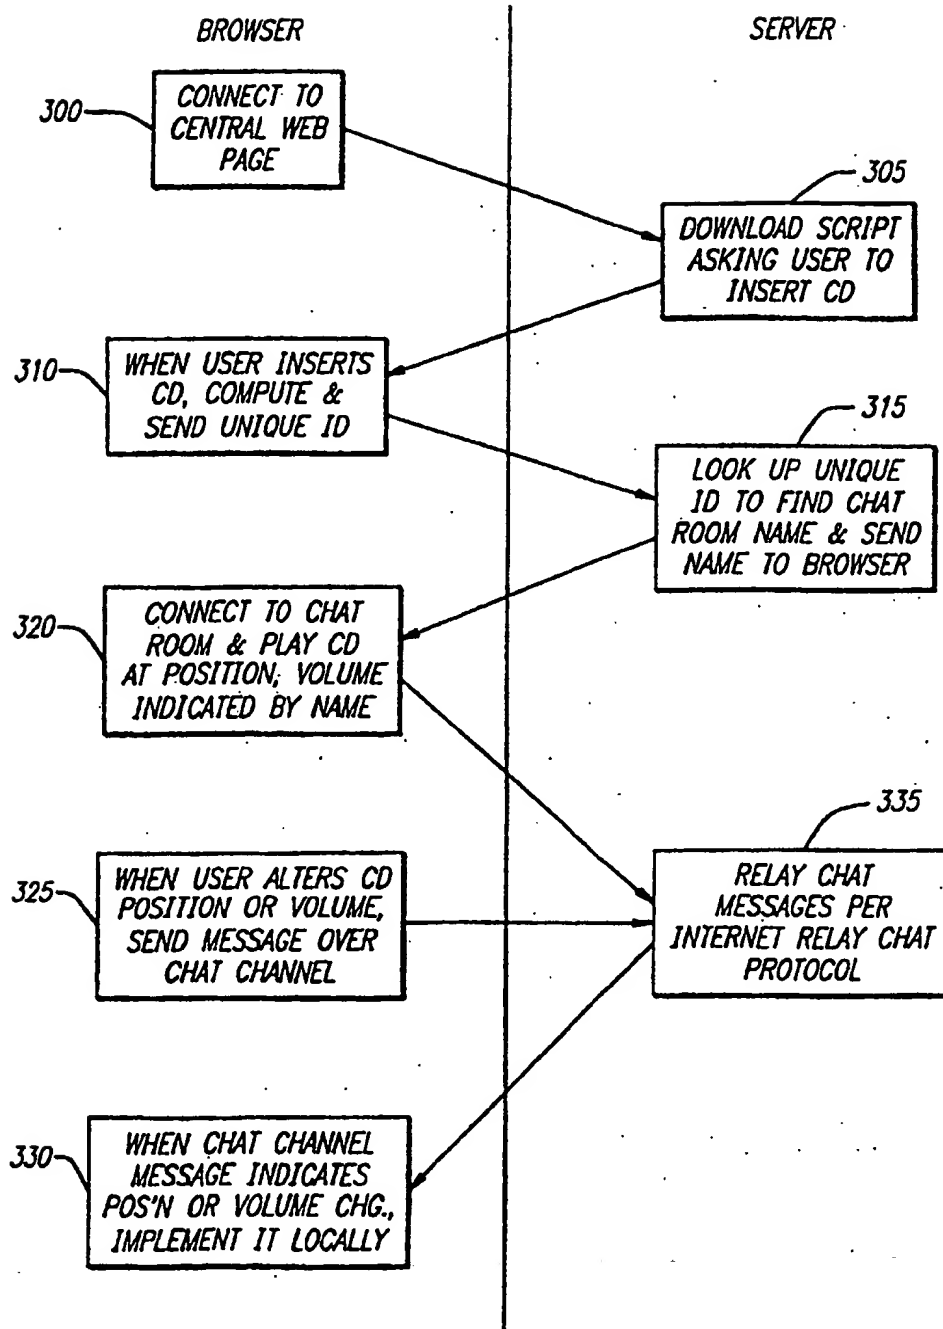 BROWSER
SERVER
300
CONNECT TO
CENTRAL WEB
PAGE
305
DOWNLOAD SCRIPT
ASKING USER TO
INSERT CD
310
WHEN USER INSERTS
CD, COMPUTE &
SEND UNIQUE ID
315
LOOK UP UNIQUE
ID TO FIND CHAT
ROOM NAME & SEND
NAME TO BROWSER
320
CONNECT TO CHAT
ROOM & PLAY CD
AT POSITION, VOLUME
INDICATED BY NAME
335
RELAY CHAT
MESSAGES PER
INTERNET RELAY CHAT
PROTOCOL
325
WHEN USER ALTERS CD
POSITION OR VOLUME,
SEND MESSAGE OVER
CHAT CHANNEL
330
WHEN CHAT CHANNEL
MESSAGE INDICATES
POS'N OR VOLUME CHG.,
IMPLEMENT IT LOCALLY